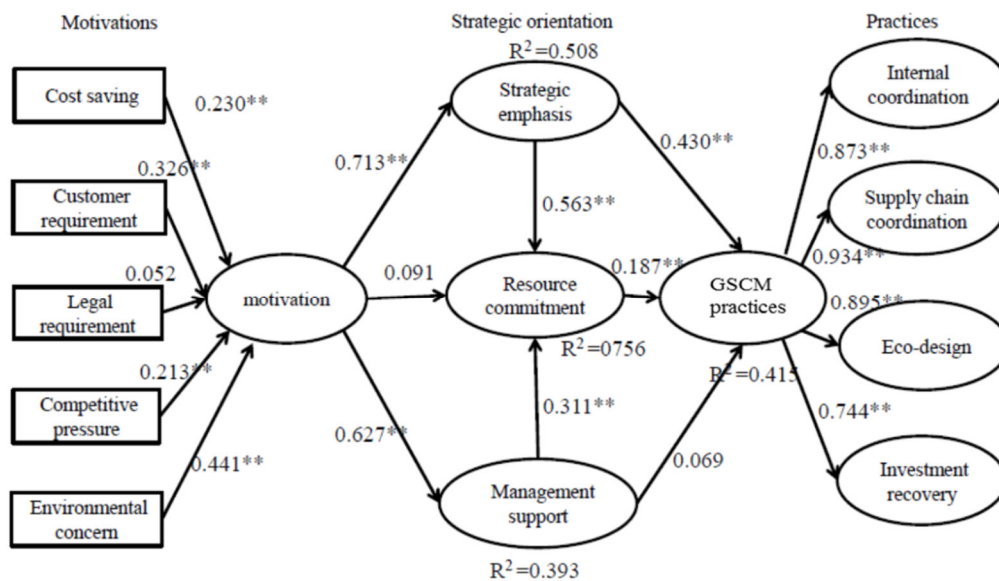 Motivations
Strategic orientation
Practices
R²=0.508
Cost saving
0.230**
Strategic
emphasis
Internal
coordination
0.326**
0.713**
0.430**
0.873**
Customer
requirement
0.563**
Supply chain
coordination
0.052
0.091
0.187**
0.934**
Legal
requirement
motivation
Resource
commitment
GSCM
practices
0.895**
Eco-design
R²=0756
R²=0.415
0.213**
Competitive
pressure
0.311**
0.744**
0.627**
0.441**
0.069
Environmental
concern
Management
support
Investment
recovery
R²=0.393